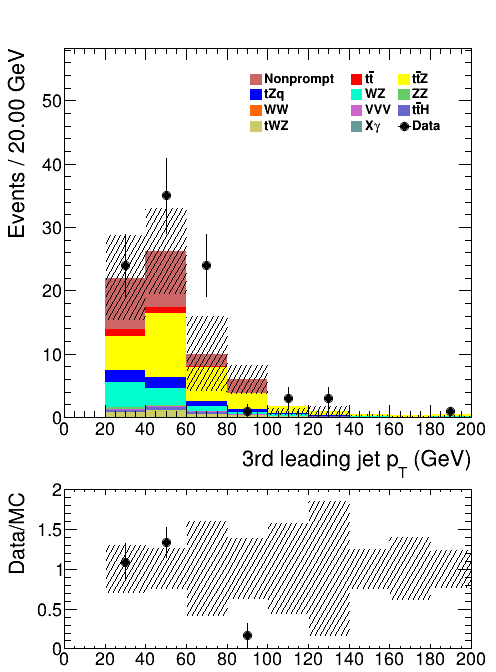 Events / 20.00 GeV
50
40
30
20
10
0
Nonprompt tt̄ tt̄Z
tZq WZ ZZ
WW VVV tt̄H
tWZ Xγ Data
0 20 40 60 80 100 120 140 160 180 200
3rd leading jet p_T (GeV)
Data/MC
2
1.5
1
0.5
0
0 20 40 60 80 100 120 140 160 180 200